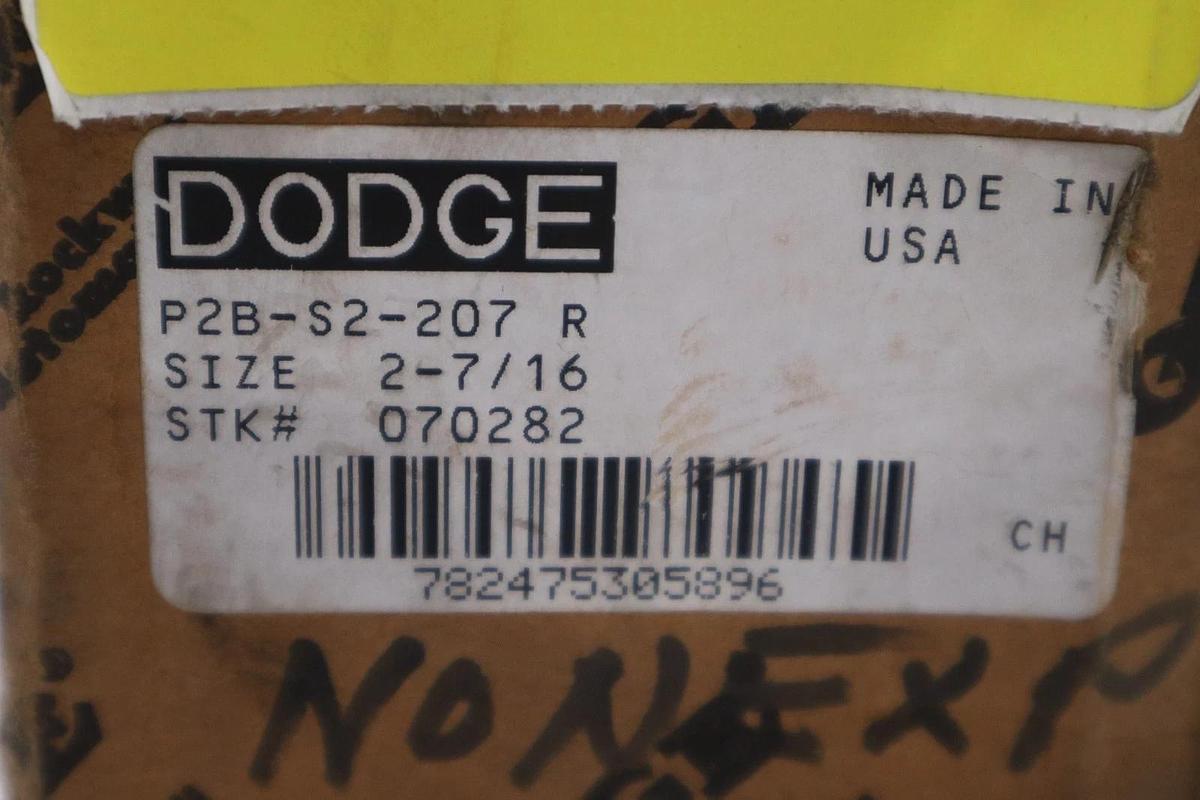 DODGE
MADE IN
USA
P2B-S2-207 R
SIZE 2-7/16
STK# 070282
782475305896
CH
NONEXP